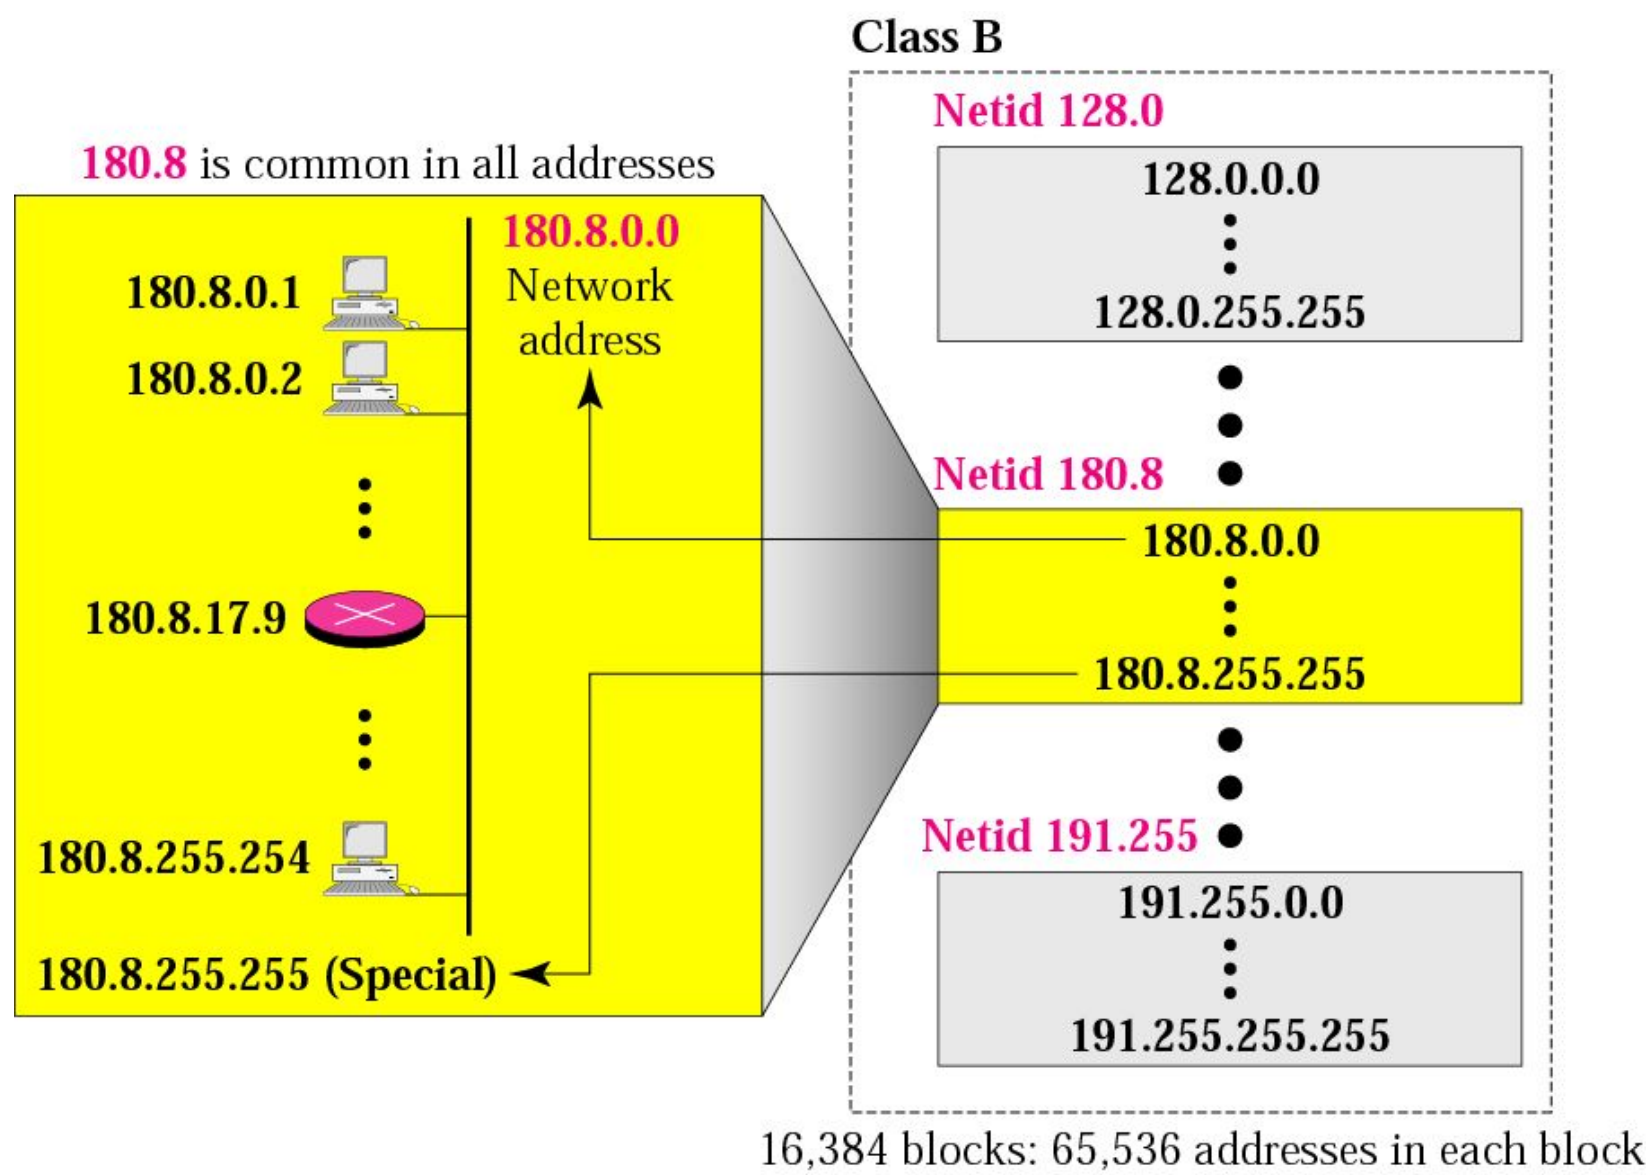 Class B
Netid 128.0
128.0.0.0
128.0.255.255
180.8 is common in all addresses
180.8.0.0
Network
address
180.8.0.1
180.8.0.2
180.8.17.9
180.8.255.254
180.8.255.255 (Special)
Netid 180.8
180.8.0.0
180.8.255.255
Netid 191.255
191.255.0.0
191.255.255.255
16,384 blocks: 65,536 addresses in each block